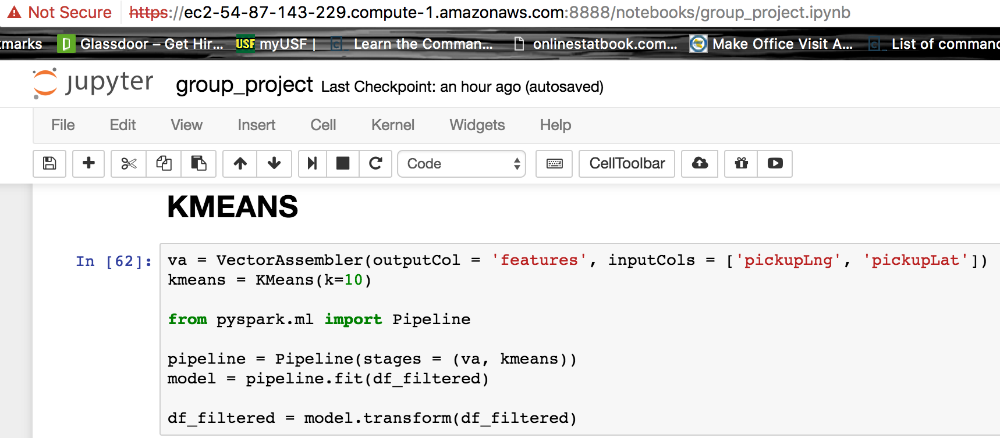 Not Secure https://ec2-54-87-143-229.compute-1.amazonaws.com:8888/notebooks/group_project.ipynb
kmarks Glassdoor – Get Hir... USF myUSF | Learn the Comman... onlinestatbook.com... Make Office Visit A... List of command
jupyter group_project Last Checkpoint: an hour ago (autosaved)
File Edit View Insert Cell Kernel Widgets Help
Code CellToolbar
KMEANS
In [62]: va = VectorAssembler(outputCol = 'features', inputCols = ['pickupLng', 'pickupLat'])
kmeans = KMeans(k=10)
from pyspark.ml import Pipeline
pipeline = Pipeline(stages = (va, kmeans))
model = pipeline.fit(df_filtered)
df_filtered = model.transform(df_filtered)